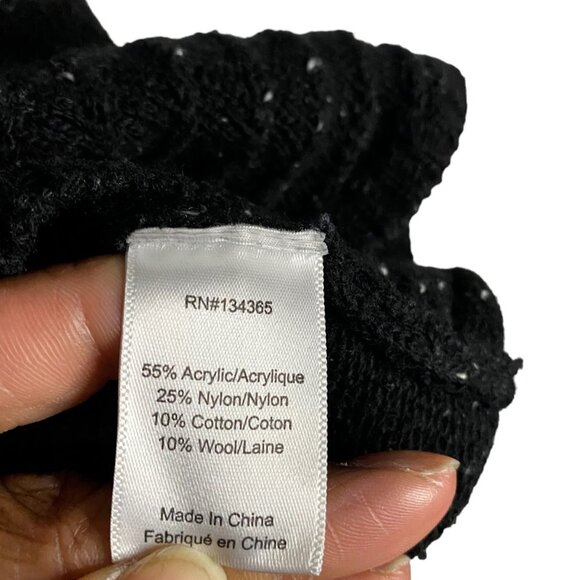 RN#134365
55% Acrylic/Acrylique
25% Nylon/Nylon
10% Cotton/Coton
10% Wool/Laine
Made In China
Fabriqué en Chine